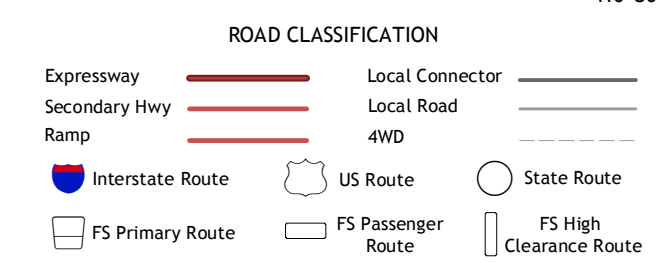 ROAD CLASSIFICATION
Expressway
Local Connector
Secondary Hwy
Local Road
Ramp
4WD
Interstate Route
US Route
State Route
FS Primary Route
FS Passenger
Route
FS High
Clearance Route